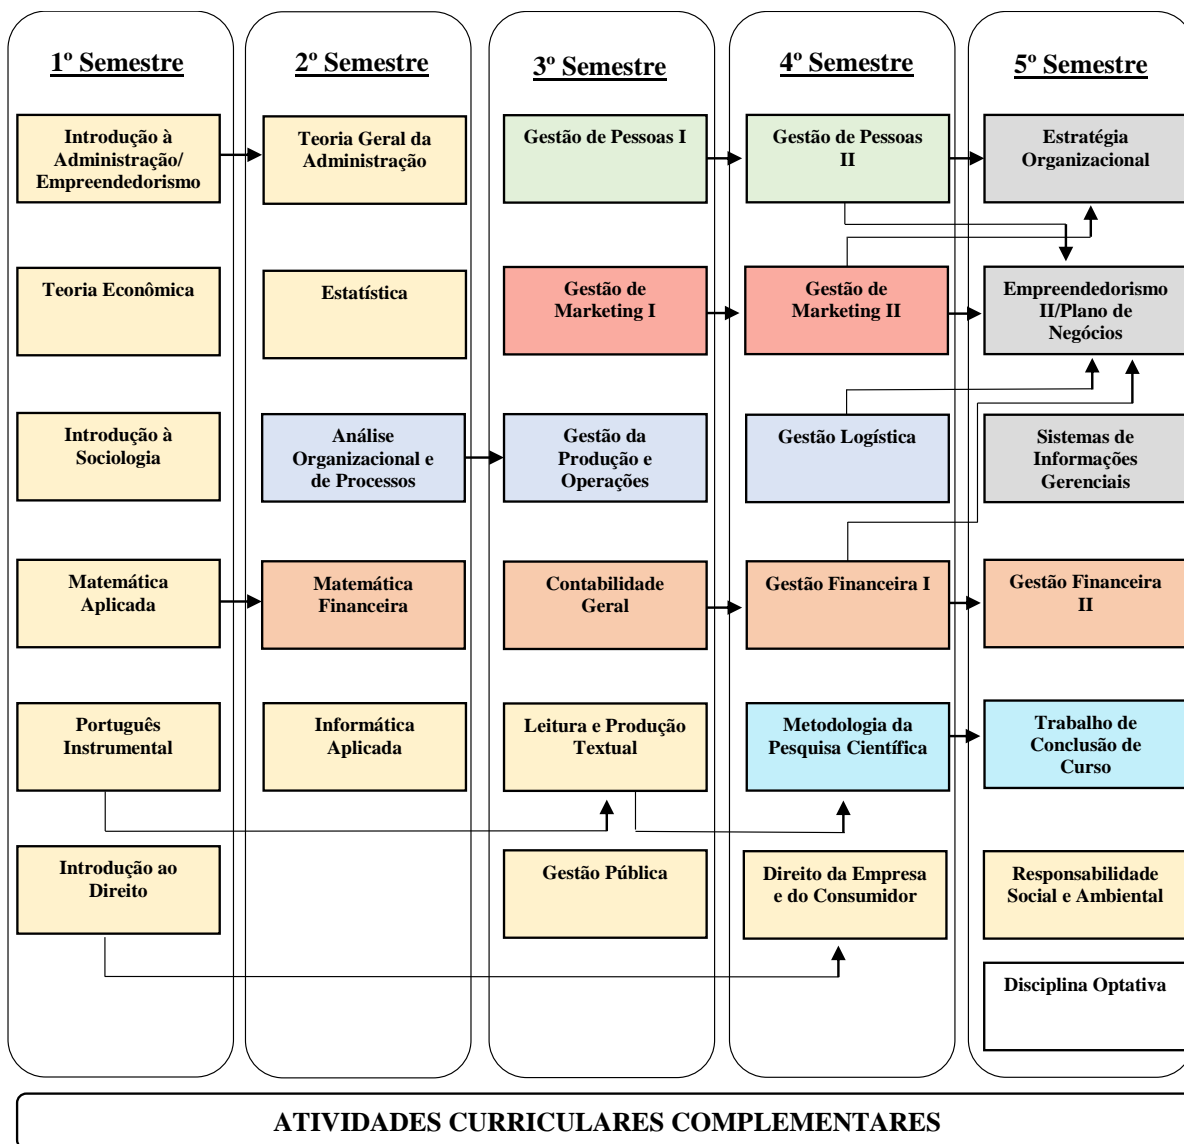 1º Semestre
Introdução à
Administração/
Empreendedorismo
Teoria Econômica
Introdução à
Sociologia
Matemática
Aplicada
Português
Instrumental
Introdução ao
Direito
2º Semestre
Teoria Geral da
Administração
Estatística
Análise
Organizacional e
de Processos
Matemática
Financeira
Informática
Aplicada
3º Semestre
Gestão de Pessoas I
Gestão de
Marketing I
Gestão da
Produção e
Operações
Contabilidade
Geral
Leitura e Produção
Textual
Gestão Pública
4º Semestre
Gestão de Pessoas
II
Gestão de
Marketing II
Gestão Logística
Gestão Financeira I
Metodologia da
Pesquisa Científica
Direito da Empresa
e do Consumidor
5º Semestre
Estratégia
Organizacional
Empreendedorismo
II/Plano de
Negócios
Sistemas de
Informações
Gerenciais
Gestão Financeira
II
Trabalho de
Conclusão de
Curso
Responsabilidade
Social e Ambiental
Disciplina Optativa
ATIVIDADES CURRICULARES COMPLEMENTARES